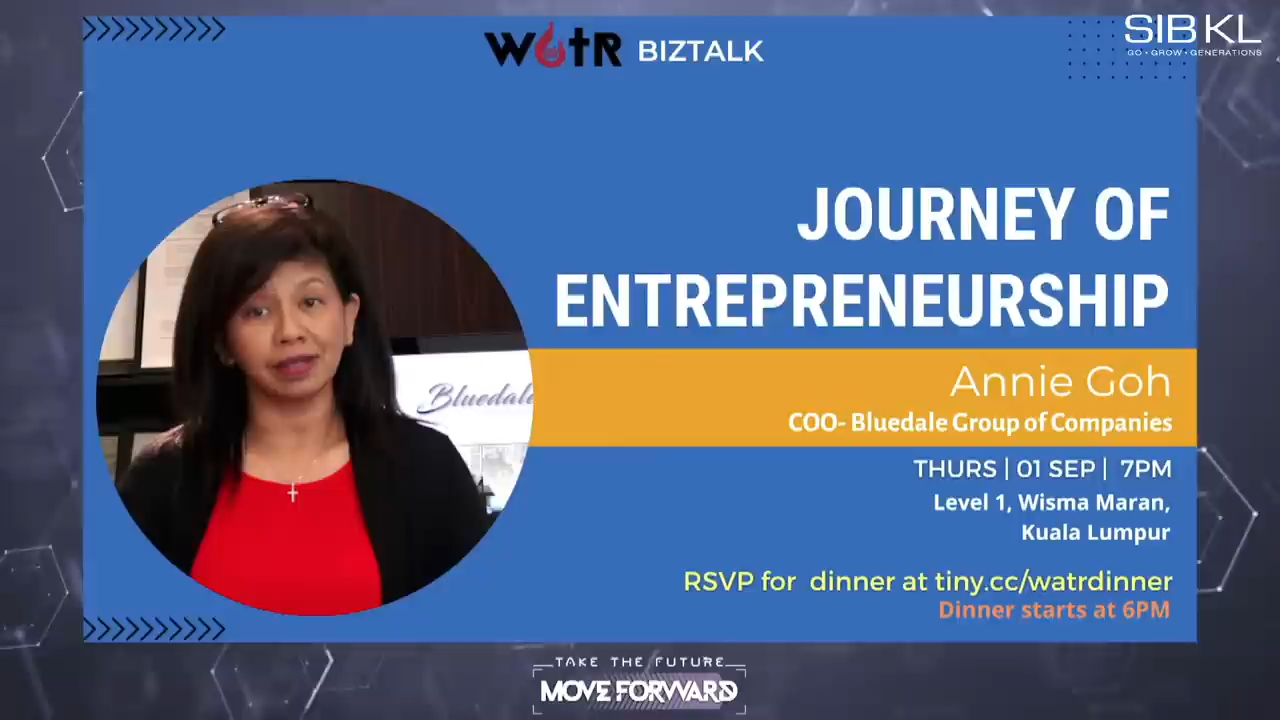 WatR BIZTALK
SIBKL
GO • GROW • GENERATIONS
JOURNEY OF
ENTREPRENEURSHIP
Annie Goh
COO- Bluedale Group of Companies
Bluedale
THURS | 01 SEP | 7PM
Level 1, Wisma Maran,
Kuala Lumpur
RSVP for dinner at tiny.cc/watrdinner
Dinner starts at 6PM
TAKE THE FUTURE
MOVE FORWARD